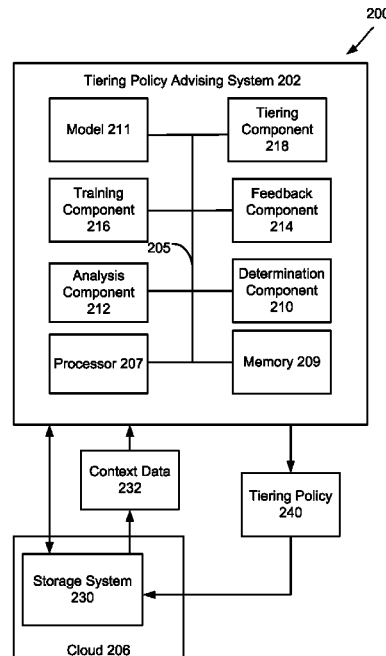 200
Tiering Policy Advising System 202
Model 211
Tiering
Component
218
Training
Component
216
Feedback
Component
214
205
Analysis
Component
212
Determination
Component
210
Processor 207
Memory 209
Context Data
232
Tiering Policy
240
Storage System
230
Cloud 206